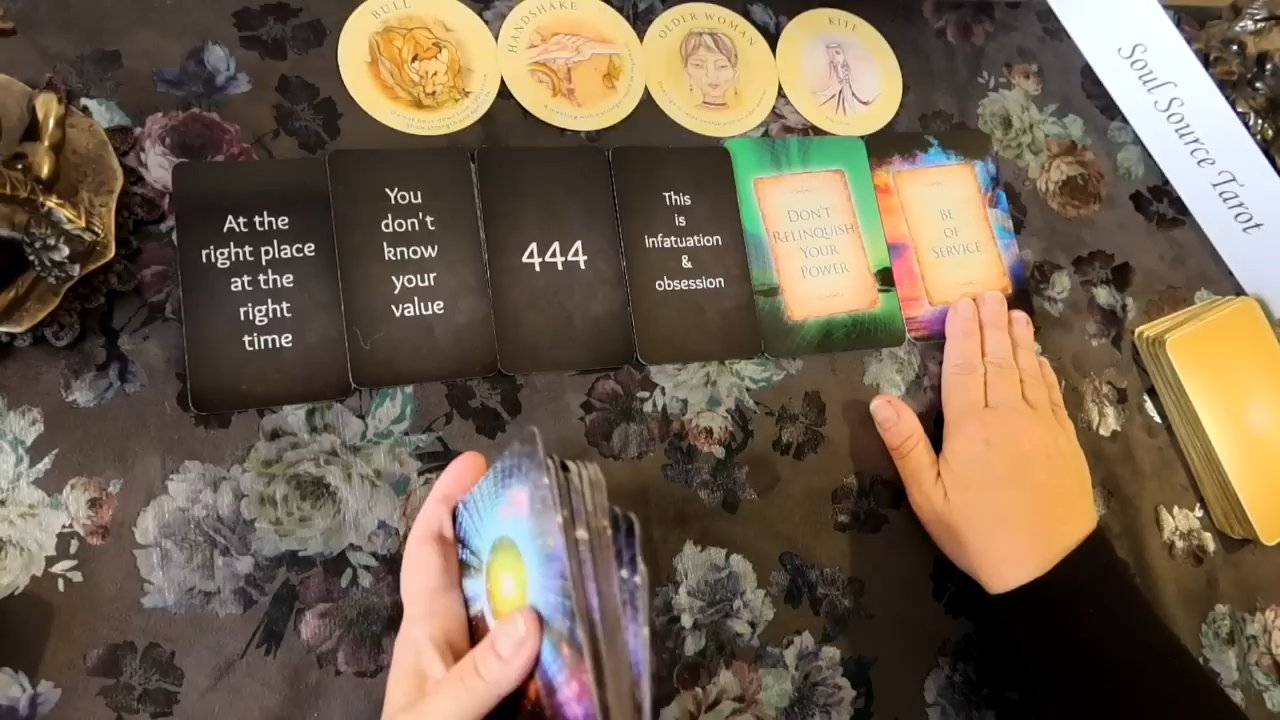 BULL
HANDSHAKE
OLDER WOMAN
KITE
Soul Source Tarot
At the
right place
at the
right
time
You
don't
know
your
value
444
This
is
infatuation
&
obsession
DON'T
RELINQUISH
YOUR
POWER
BE
OF
SERVICE